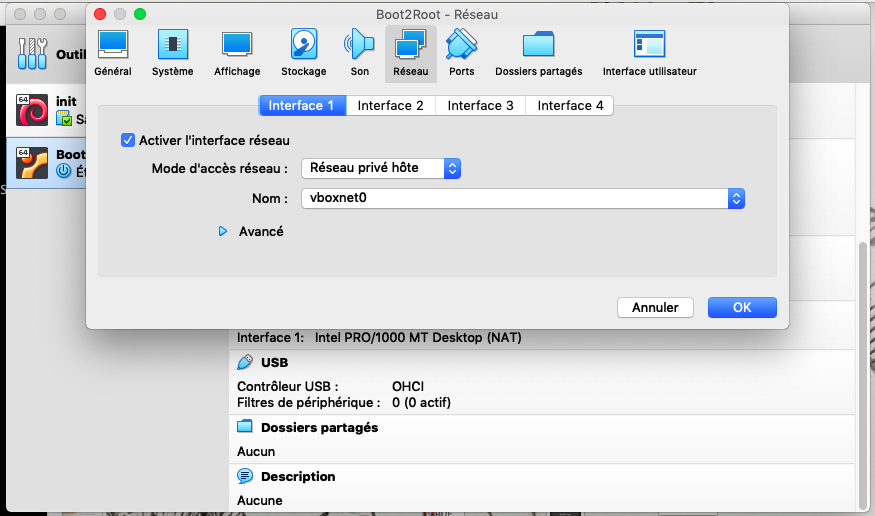 Boot2Root - Réseau
Général
Système
Affichage
Stockage
Son
Réseau
Ports
Dossiers partagés
Interface utilisateur
Outil
64
init
64
Boot
Interface 1
Interface 2
Interface 3
Interface 4
Activer l'interface réseau
Mode d'accès réseau :
Réseau privé hôte
Nom :
vboxnet0
Avancé
Annuler
OK
Interface 1: Intel PRO/1000 MT Desktop (NAT)
USB
Contrôleur USB : OHCI
Filtres de périphérique : 0 (0 actif)
Dossiers partagés
Aucun
Description
Aucune